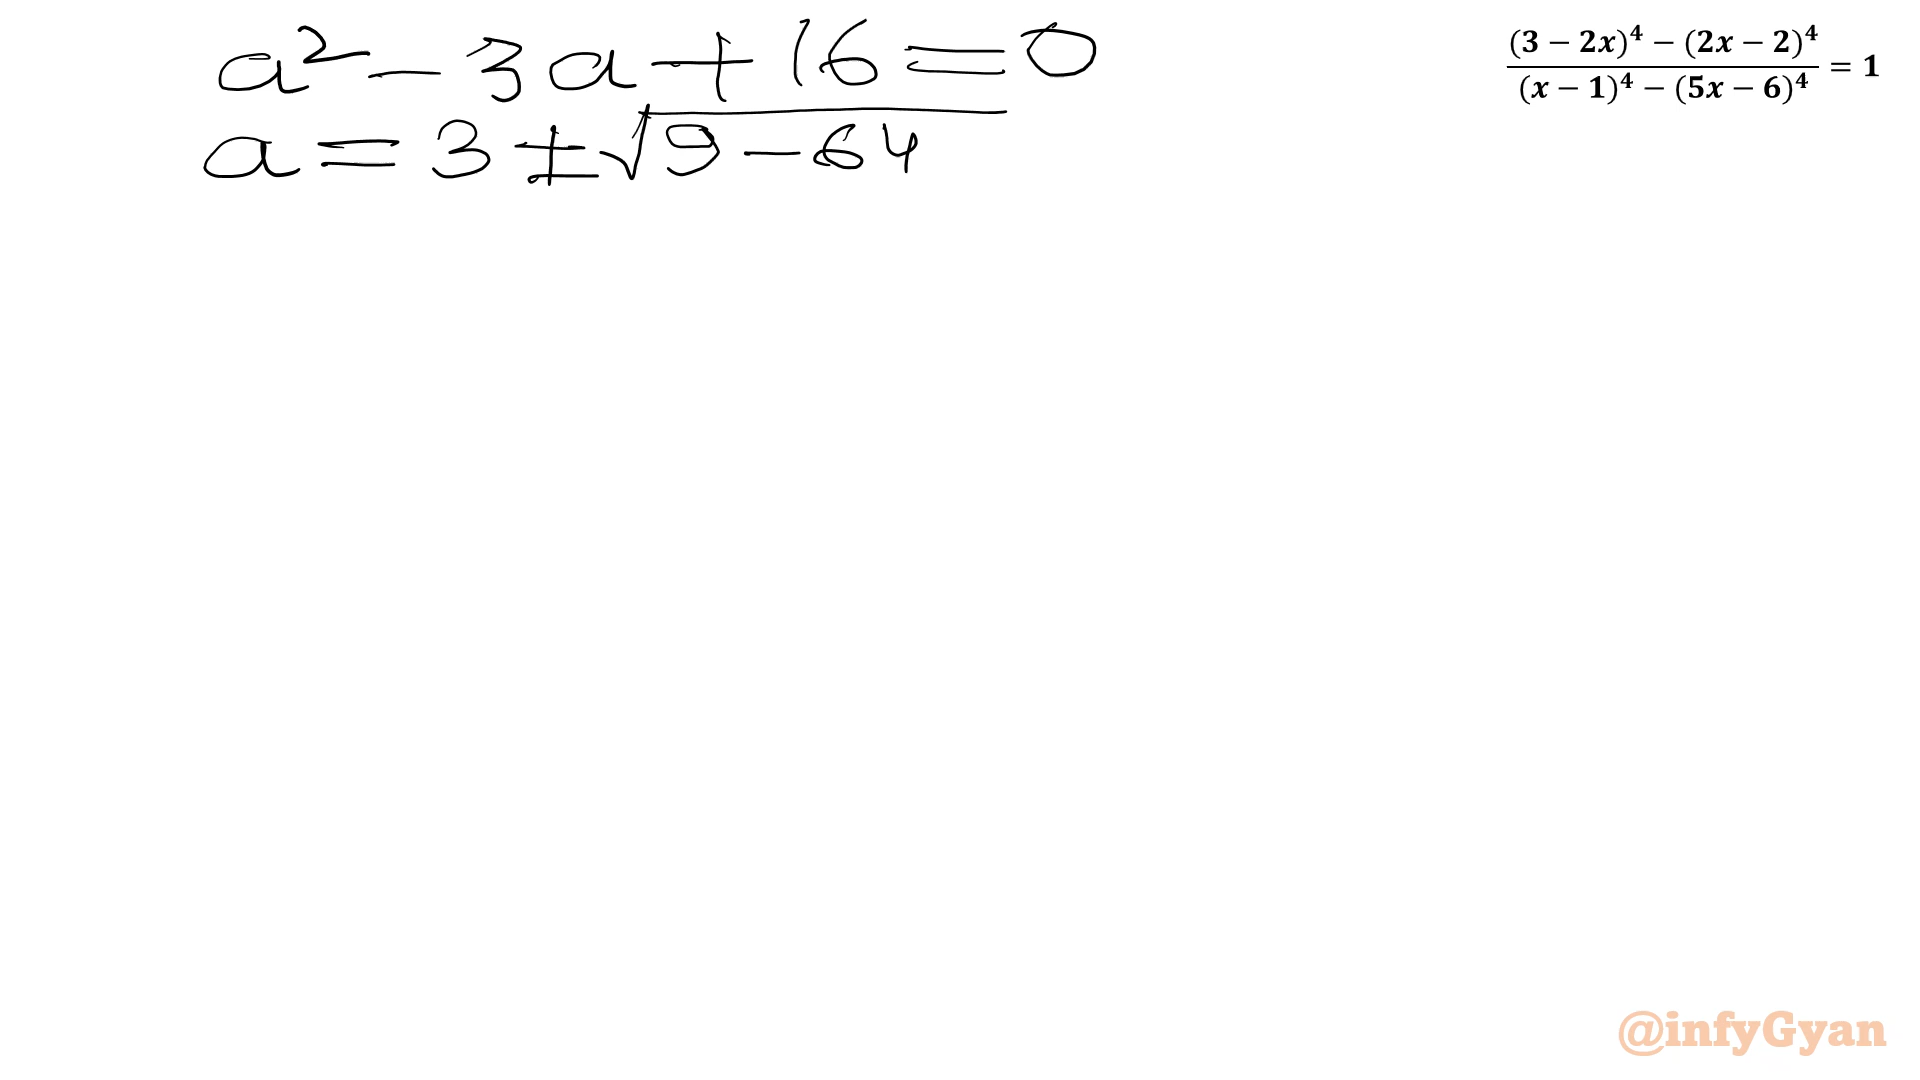 a² - 3a + 16 = 0
a = 3 ± √9 - 64
(3 − 2x)⁴ − (2x − 2)⁴
(x − 1)⁴ − (5x − 6)⁴ = 1
@infyGyan